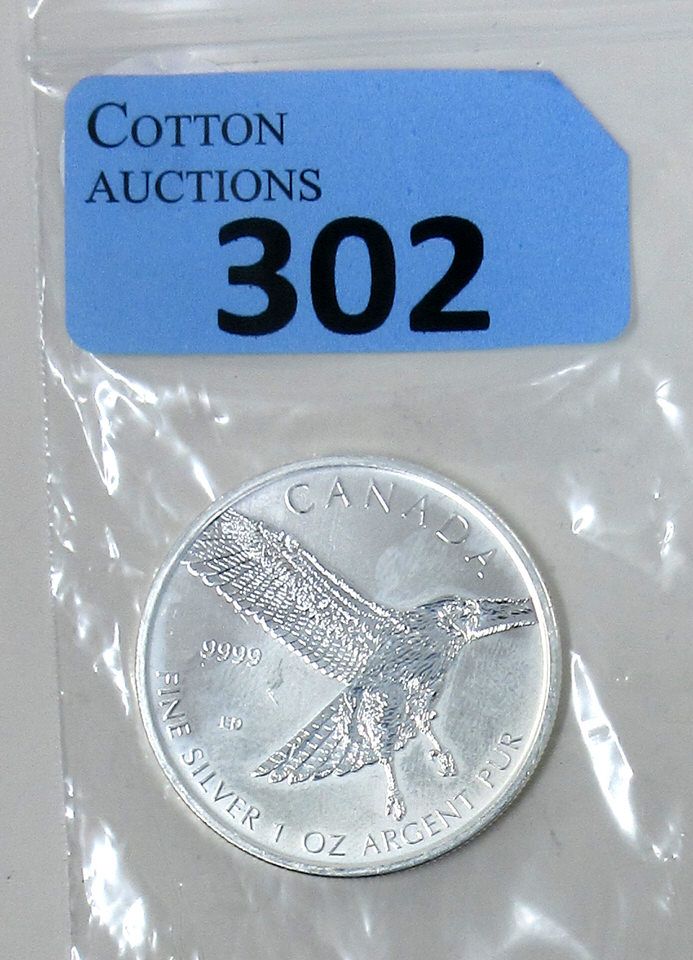 COTTON
AUCTIONS
302
CANADA
9999
FINE SILVER 1 OZ ARGENT PUR